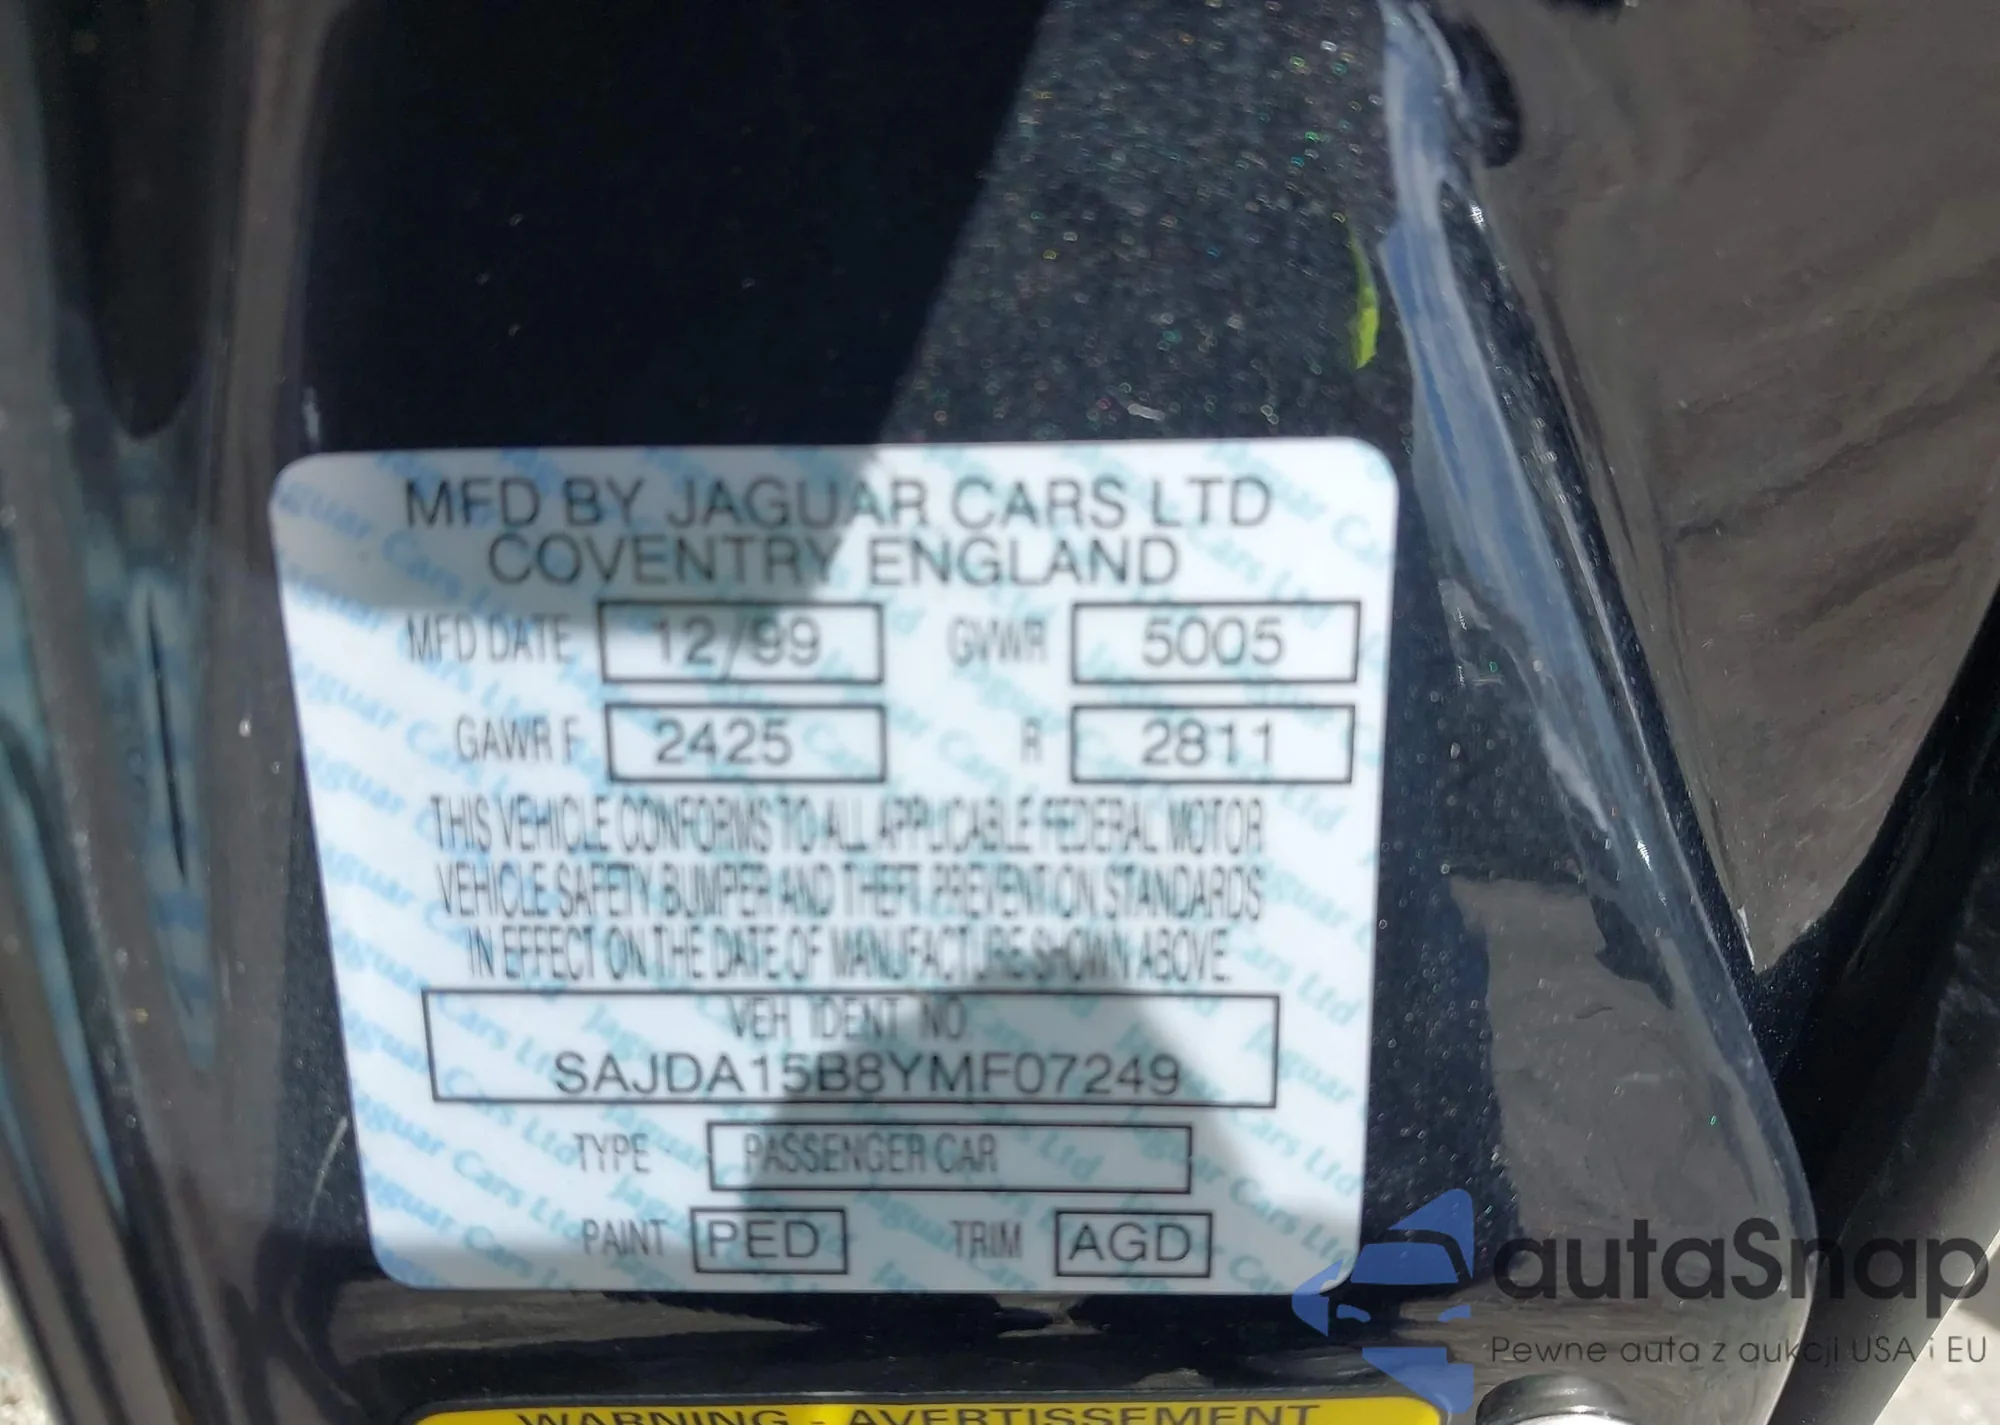 MFD BY JAGUAR CARS LTD
COVENTRY ENGLAND
MFD DATE 12/99 GVWR 5005
GAWR F 2425 R 2811
THIS VEHICLE CONFORMS TO ALL APPLICABLE FEDERAL MOTOR
VEHICLE SAFETY BUMPER AND THEFT PREVENTION STANDARDS
IN EFFECT ON THE DATE OF MANUFACTURE SHOWN ABOVE
VEH IDENT NO
SAJDA15B8YMF07249
TYPE PASSENGER CAR
PAINT PED TRIM AGD
WARNING - AVERTISSEMENT
autaSnap
Pewne auta z aukcji USA i EU